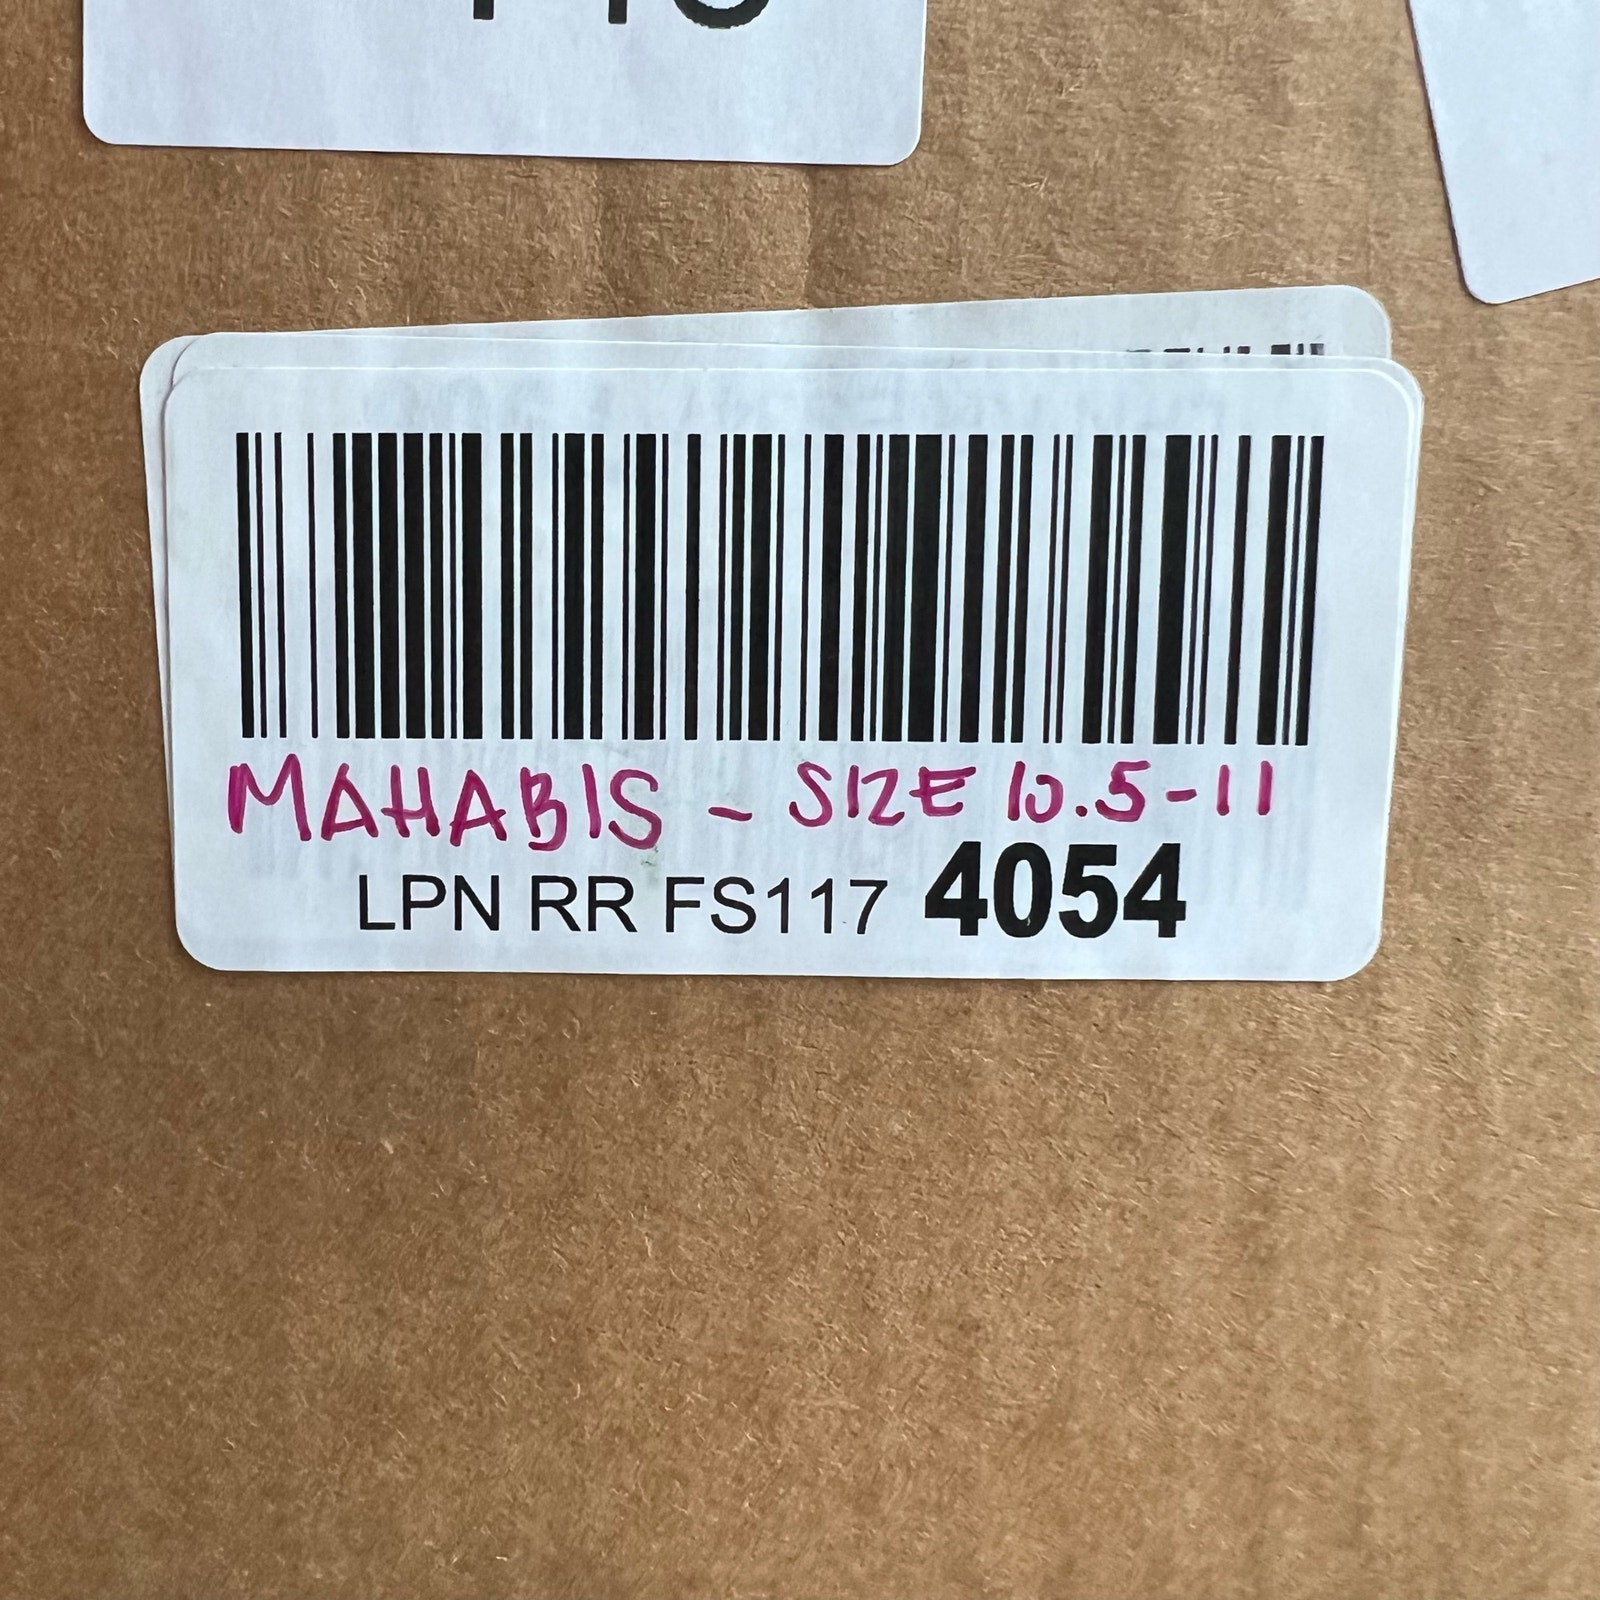 MAHABIS - SIZE 10.5-11
LPN RR FS117 4054